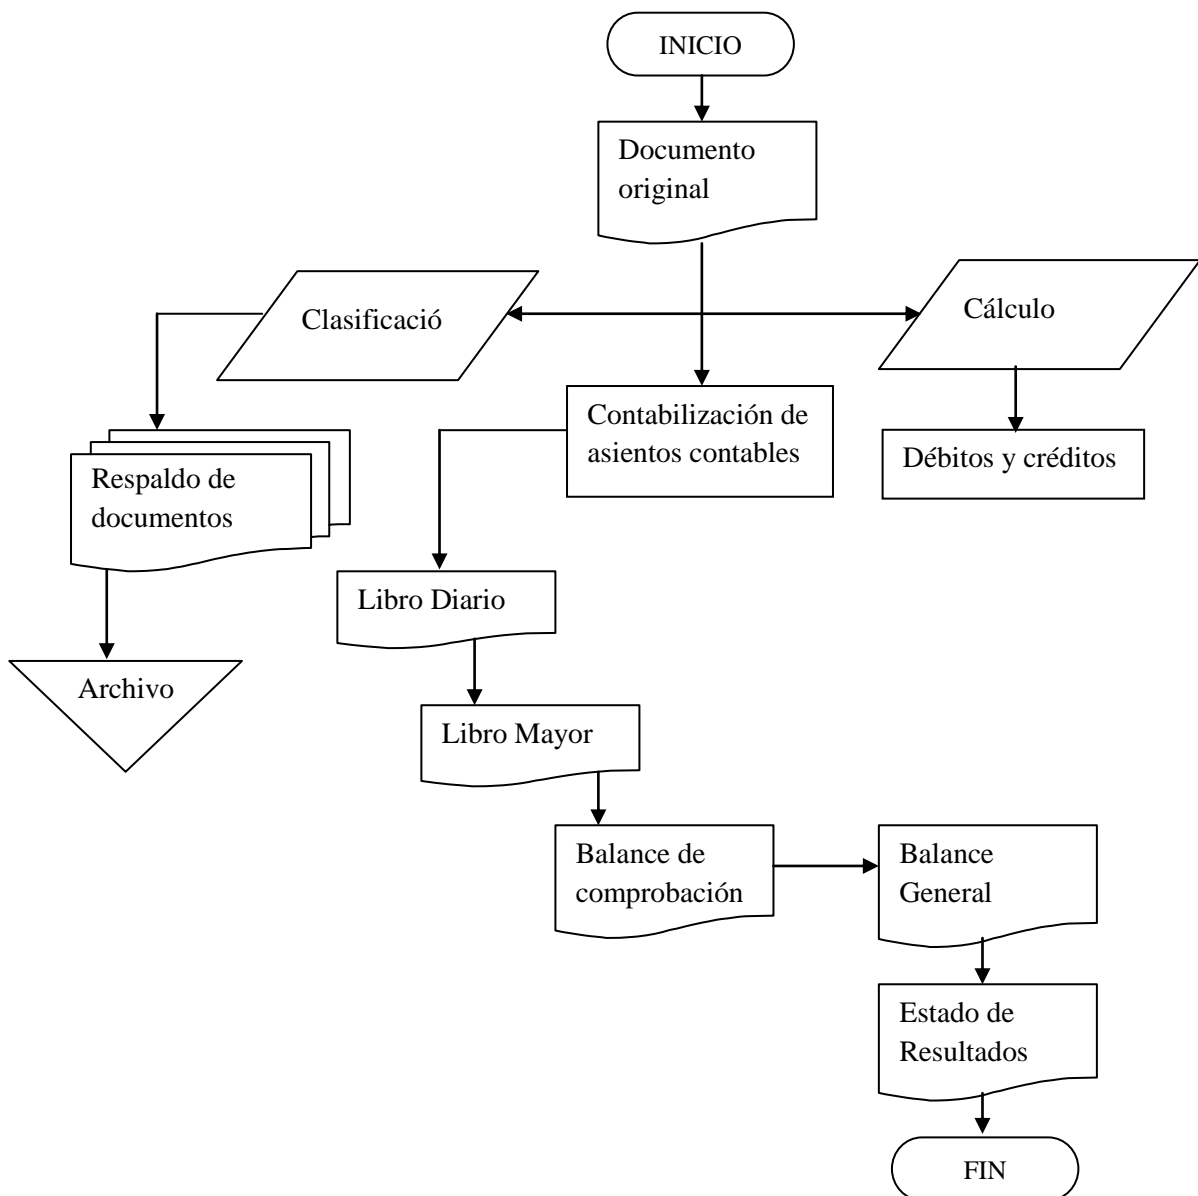 INICIO
Documento
original
Clasificació
Cálculo
Contabilización de
asientos contables
Débitos y créditos
Respaldo de
documentos
Libro Diario
Archivo
Libro Mayor
Balance de
comprobación
Balance
General
Estado de
Resultados
FIN